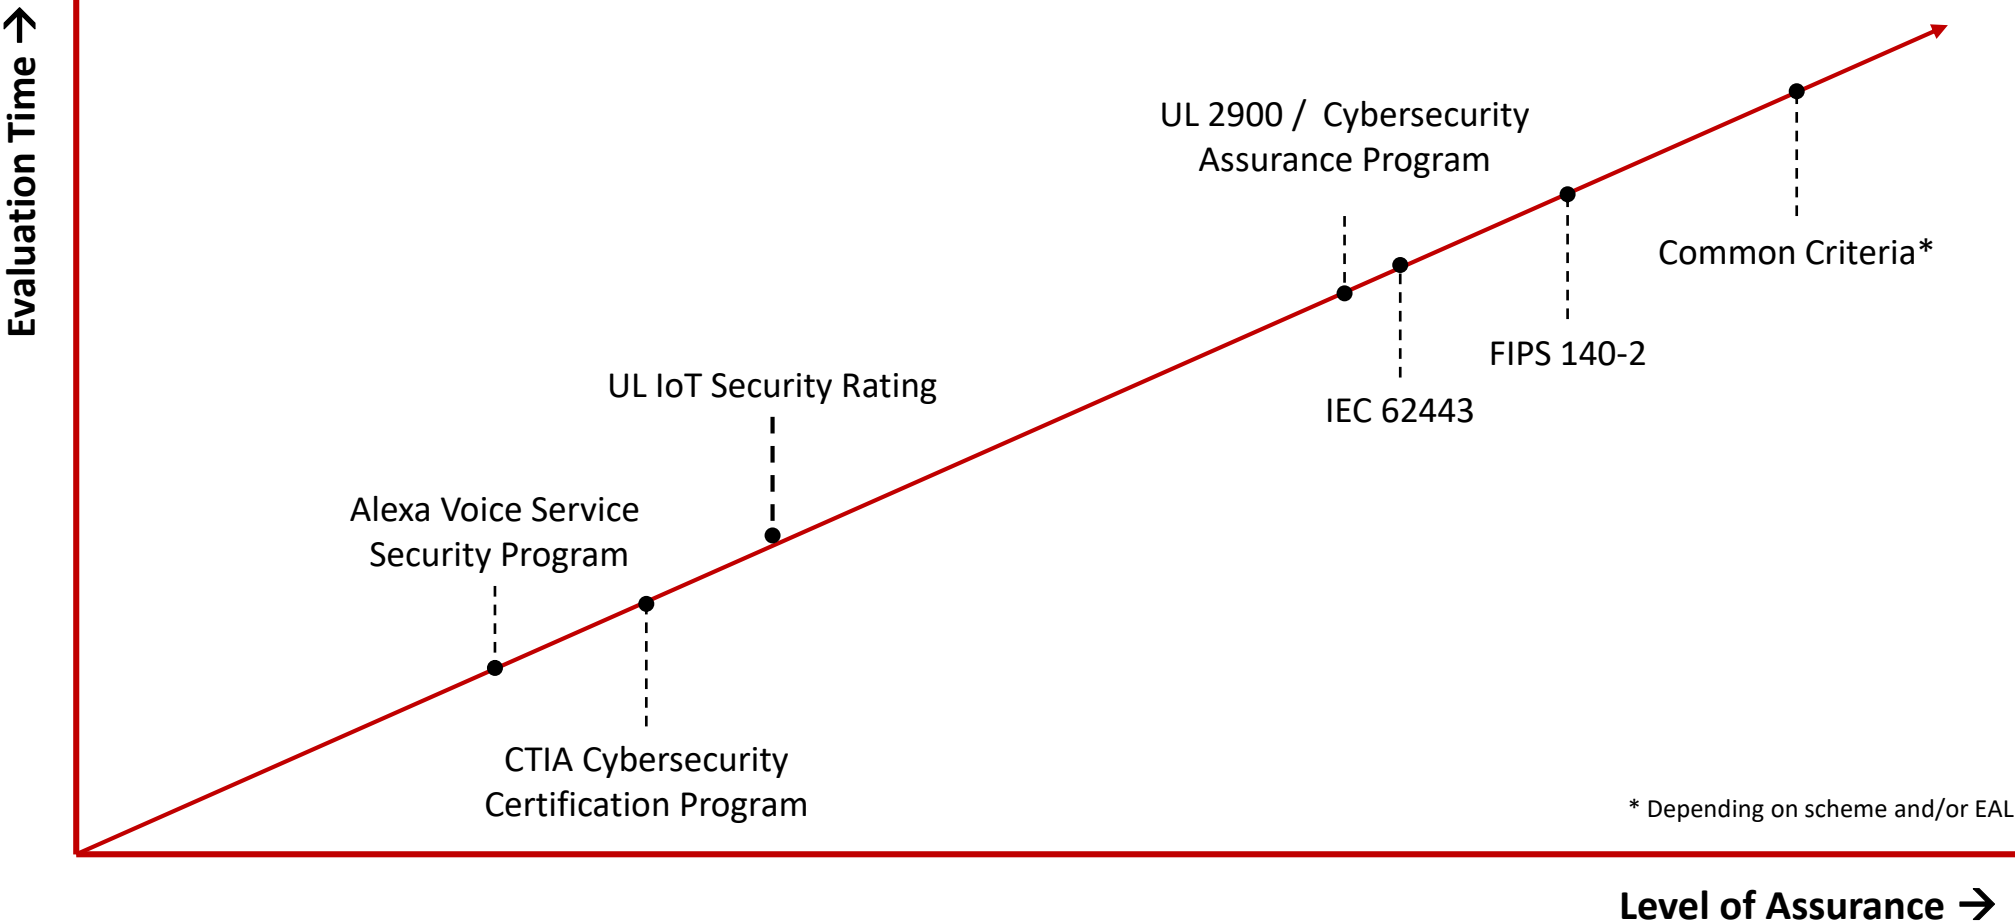 Evaluation Time →
UL 2900 /  Cybersecurity
Assurance Program
Common Criteria*
FIPS 140-2
UL IoT Security Rating
IEC 62443
Alexa Voice Service
Security Program
CTIA Cybersecurity
Certification Program
* Depending on scheme and/or EAL
Level of Assurance →